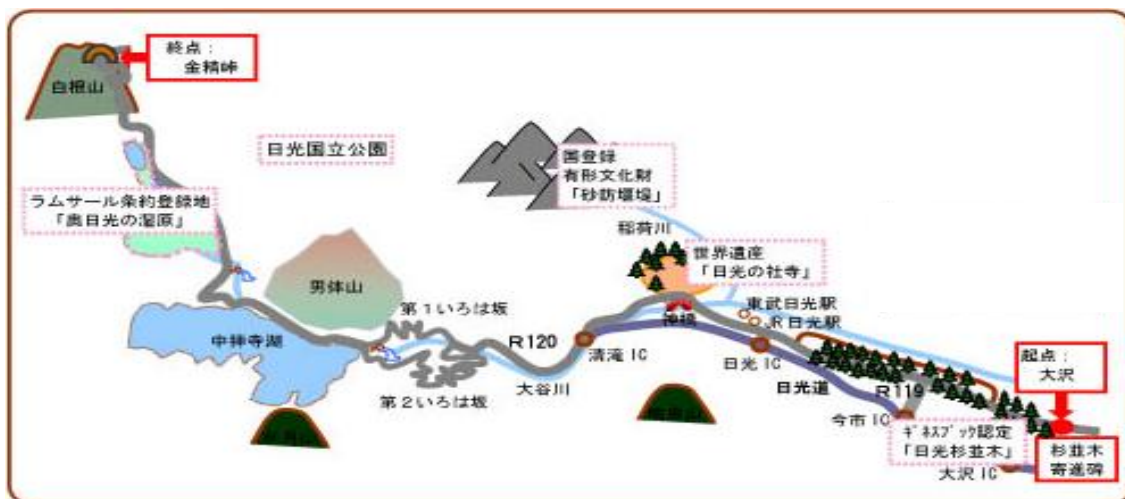 終点：
金精峠
白根山
日光国立公園
国登録
有形文化財
「砂防堰堤」
ラムサール条約登録地
「奥日光の湿原」
稲荷川
世界遺産
「日光の社寺」
男体山
第１いろは坂
東武日光駅
JR日光駅
神橋
中禅寺湖
R120
清滝 IC
起点：
大沢
日光 IC
第２いろは坂
大谷川
日光道
R119
今市 IC
ｷﾞﾈｽﾌﾞｯｸ認定
「日光杉並木」
杉並木
寄進碑
大沢 IC